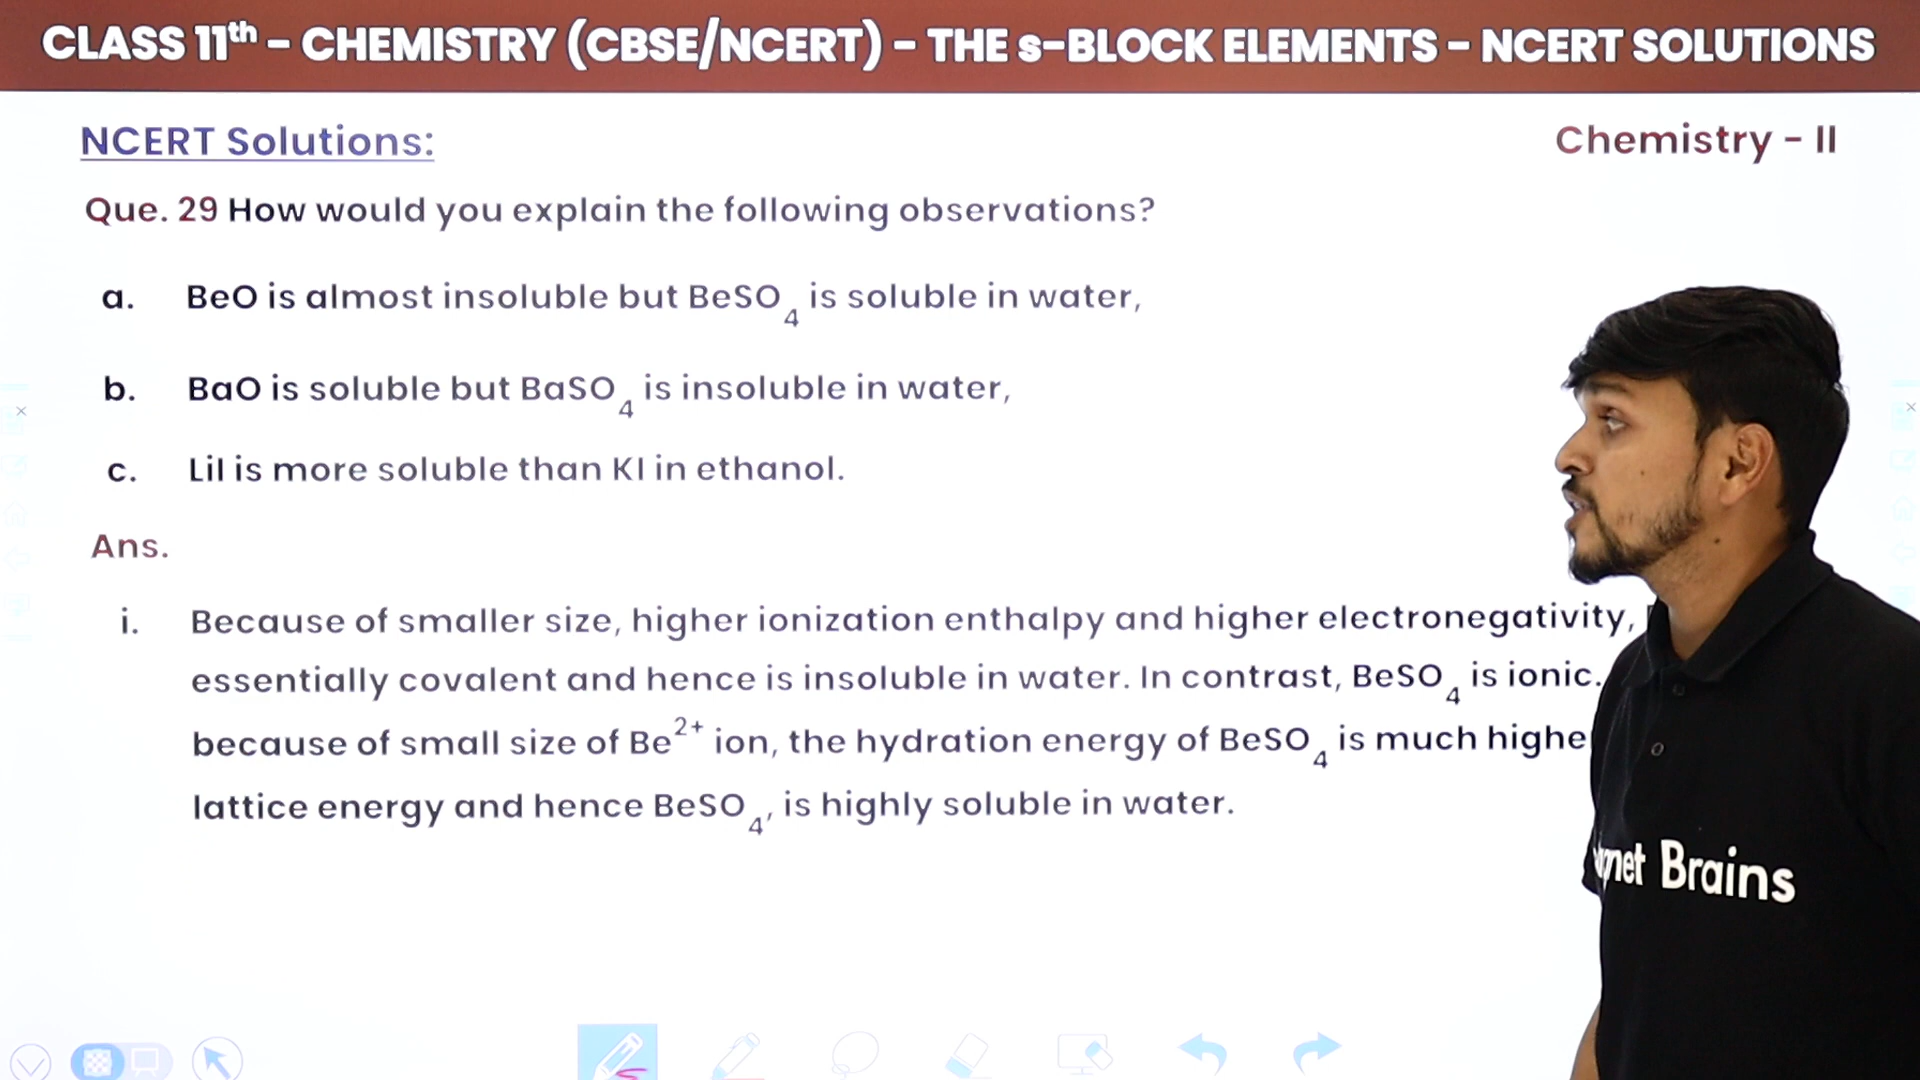 CLASS 11th - CHEMISTRY (CBSE/NCERT) - THE s-BLOCK ELEMENTS - NCERT SOLUTIONS
NCERT Solutions:
Chemistry - II
Que. 29 How would you explain the following observations?
a. BeO is almost insoluble but BeSO₄ is soluble in water,
b. BaO is soluble but BaSO₄ is insoluble in water,
c. LiI is more soluble than KI in ethanol.
Ans.
i. Because of smaller size, higher ionization enthalpy and higher electronegativity,
essentially covalent and hence is insoluble in water. In contrast, BeSO₄ is ionic.
because of small size of Be²⁺ ion, the hydration energy of BeSO₄ is much highe
lattice energy and hence BeSO₄, is highly soluble in water.
Brains